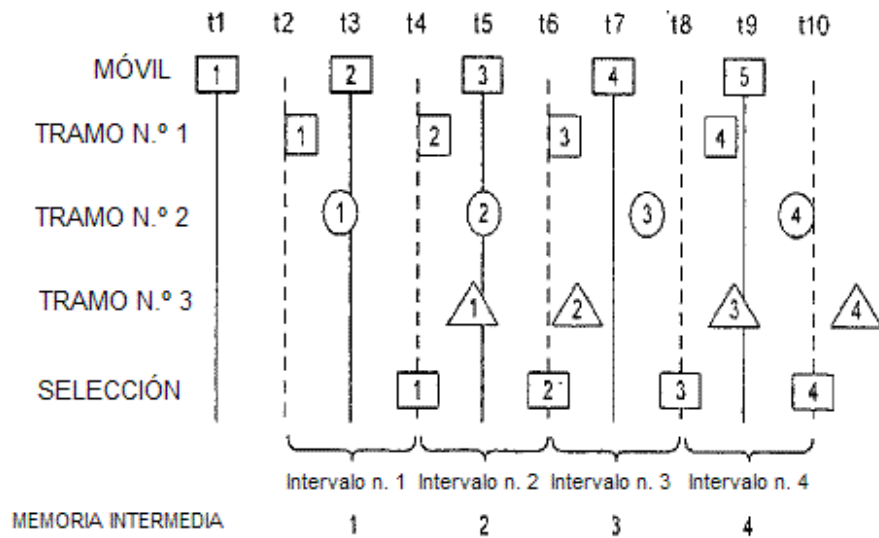 t1 t2 t3 t4 t5 t6 t7 t8 t9 t10
MÓVIL 1 2 3 4 5
TRAMO N.º 1 1 2 3 4
TRAMO N.º 2 1 2 3 4
TRAMO N.º 3 1 2 3 4
SELECCIÓN 1 2 3 4
Intervalo n. 1 Intervalo n. 2 Intervalo n. 3 Intervalo n. 4
MEMORIA INTERMEDIA 1 2 3 4